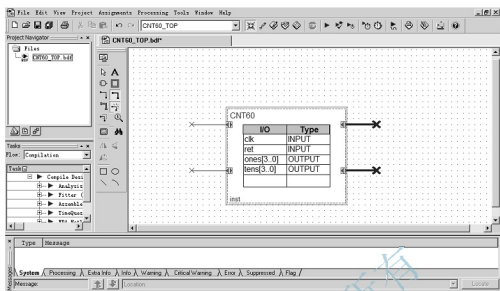 File Edit View Project Assignments Processing Tools Window Help
CNT60_TOP
Project Navigator
CNT60_TOP.bdf*
Files
CNT60_TOP.bdf
CNT60
I/O Type
clk INPUT
ret INPUT
ones[3..0] OUTPUT
tens[3..0] OUTPUT
inst
Tasks
Flow: Compilation
Task
Compile Desi
Analysis
Fitter (
Assemble
TimeQues
Type Message
System Processing Extra Info Info Warning Critical Warning Error Suppressed Flag
Messages
Message: Location: Locate